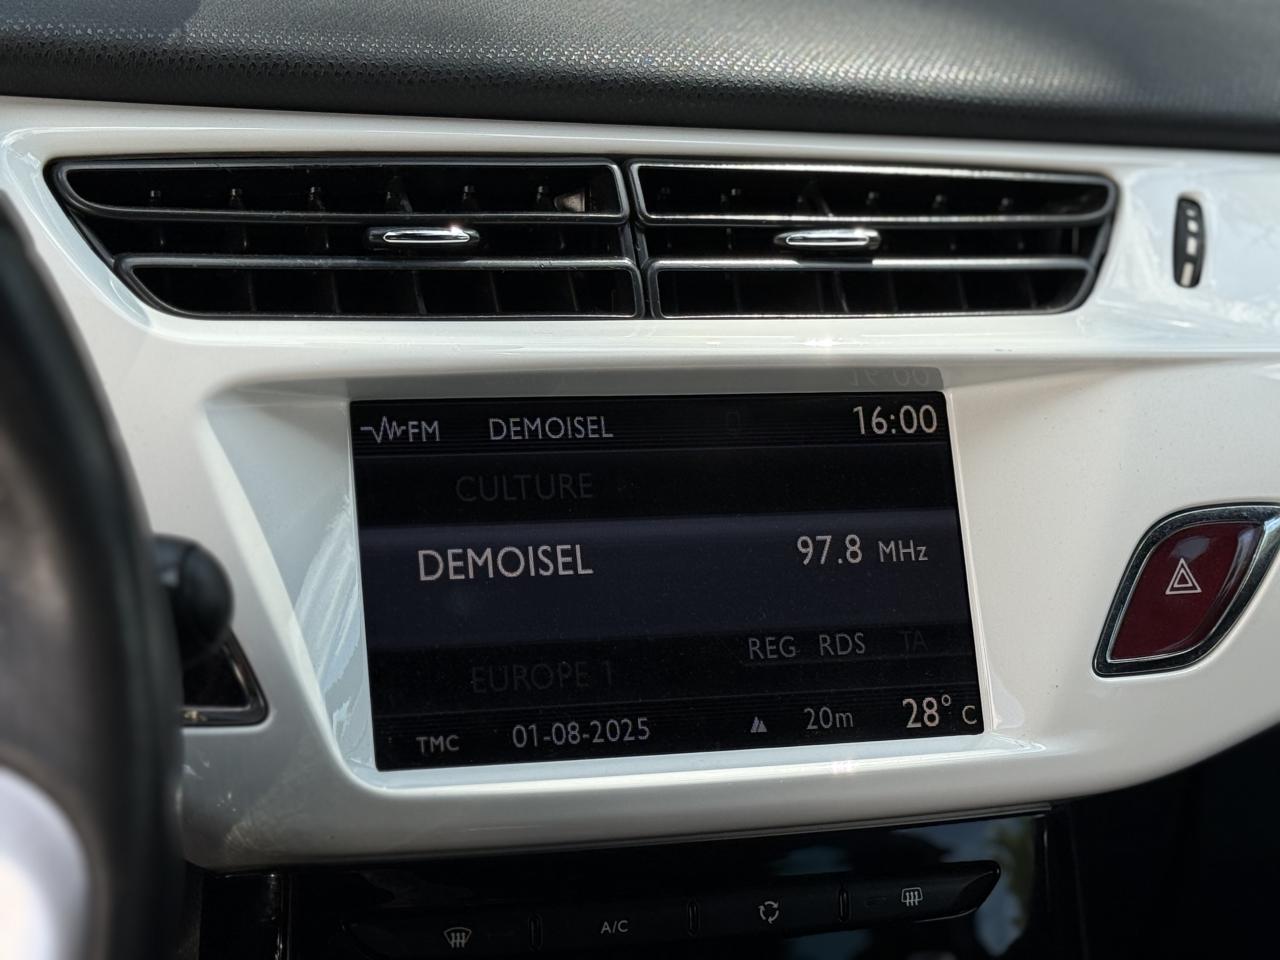 FM DEMOISEL 16:00
CULTURE
DEMOISEL 97.8 MHz
REG RDS TA
EUROPE 1
TMC 01-08-2025 20m 28° C
A/C